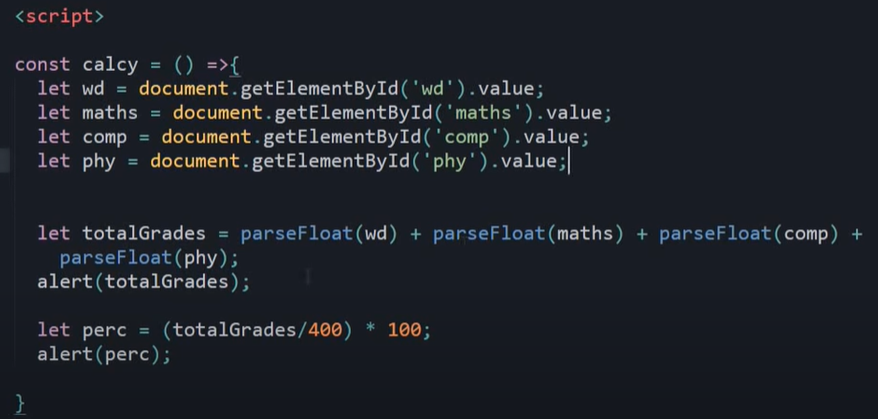 <script>
const calcy = () =>{
let wd = document.getElementById('wd').value;
let maths = document.getElementById('maths').value;
let comp = document.getElementById('comp').value;
let phy = document.getElementById('phy').value;
let totalGrades = parseFloat(wd) + parseFloat(maths) + parseFloat(comp) +
parseFloat(phy);
alert(totalGrades);
let perc = (totalGrades/400) * 100;
alert(perc);
}